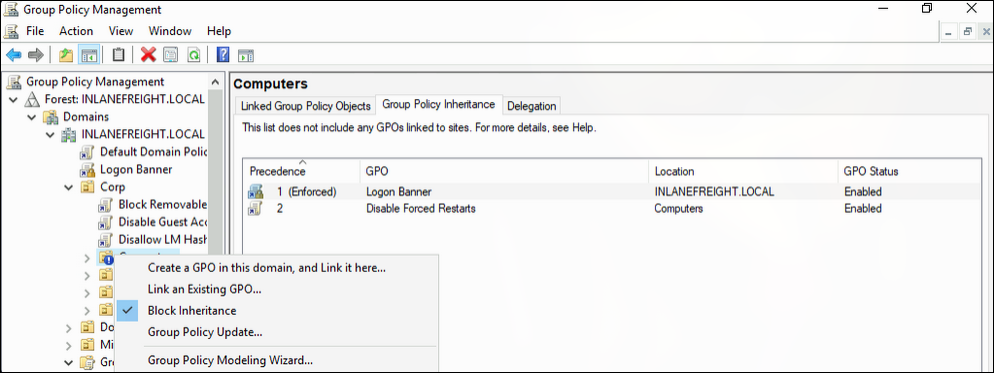 Group Policy Management
File Action View Window Help
Group Policy Management
Forest: INLANEFREIGHT.LOCAL
Domains
INLANEFREIGHT.LOCAL
Default Domain Polic
Logon Banner
Corp
Block Removable
Disable Guest Acc
Disallow LM Hash
Do
Mi
Gr
Computers
Linked Group Policy Objects Group Policy Inheritance Delegation
This list does not include any GPOs linked to sites. For more details, see Help.
Precedence GPO Location GPO Status
1 (Enforced) Logon Banner INLANEFREIGHT.LOCAL Enabled
2 Disable Forced Restarts Computers Enabled
Create a GPO in this domain, and Link it here...
Link an Existing GPO...
Block Inheritance
Group Policy Update...
Group Policy Modeling Wizard...